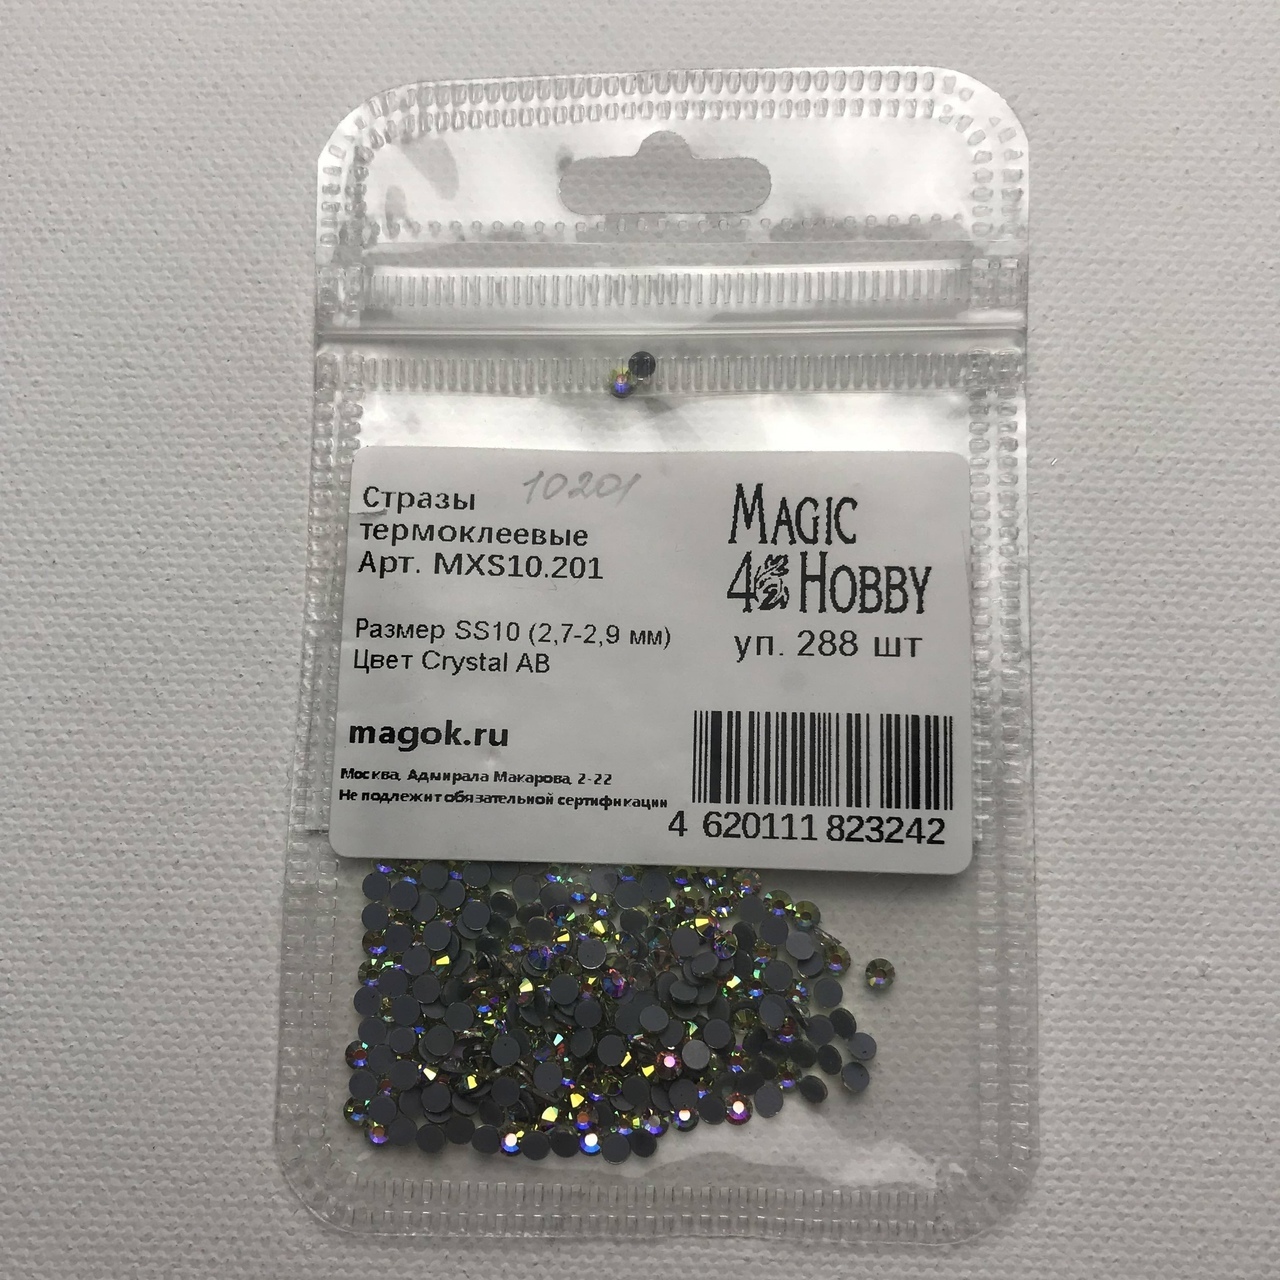 10201
Стразы
термоклеевые
Арт. MXS10.201
Размер SS10 (2,7-2,9 мм)
Цвет Crystal AB
magok.ru
Москва, Адмирала Макарова, 2-22
Не подлежит обязательной сертификации
MAGIC
4 HOBBY
уп. 288 шт
4 620111 823242